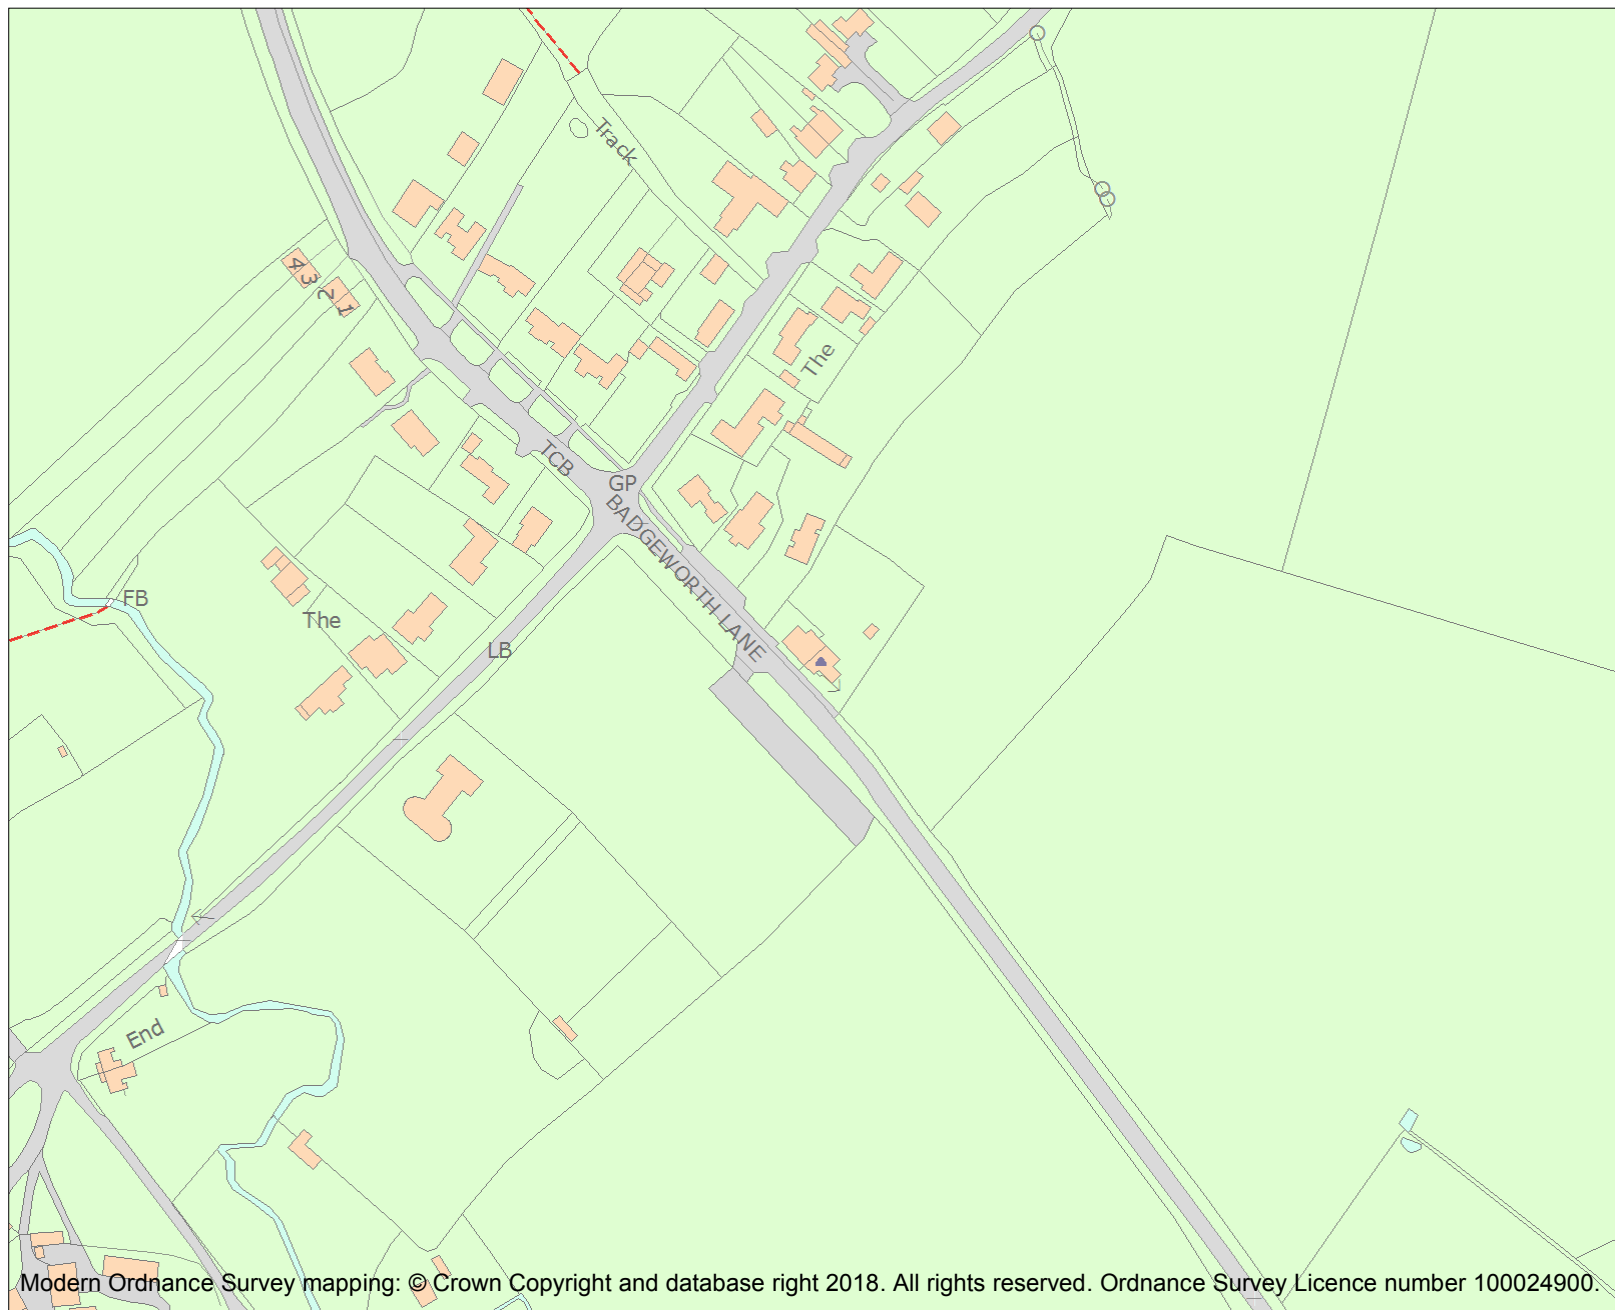 Track
4
3
2
1
The
TCB
GP
BADGEWORTH LANE
FB
The
LB
End
Modern Ordnance Survey mapping: © Crown Copyright and database right 2018. All rights reserved. Ordnance Survey Licence number 100024900.